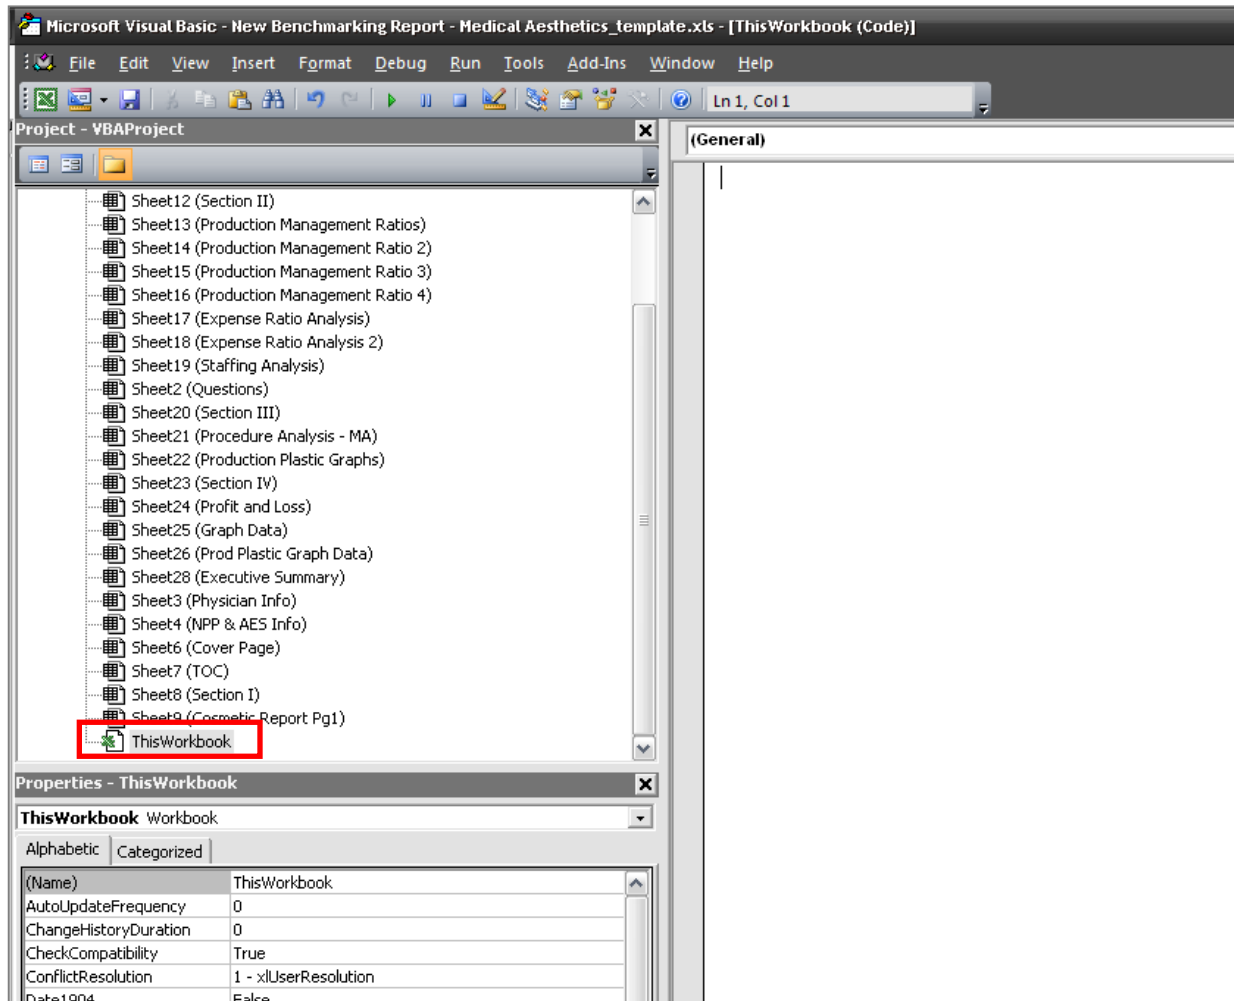 Microsoft Visual Basic - New Benchmarking Report - Medical Aesthetics_template.xls - [ThisWorkbook (Code)]
File Edit View Insert Format Debug Run Tools Add-Ins Window Help
Ln 1, Col 1
Project - VBAProject
(General)
Sheet12 (Section II)
Sheet13 (Production Management Ratios)
Sheet14 (Production Management Ratio 2)
Sheet15 (Production Management Ratio 3)
Sheet16 (Production Management Ratio 4)
Sheet17 (Expense Ratio Analysis)
Sheet18 (Expense Ratio Analysis 2)
Sheet19 (Staffing Analysis)
Sheet2 (Questions)
Sheet20 (Section III)
Sheet21 (Procedure Analysis - MA)
Sheet22 (Production Plastic Graphs)
Sheet23 (Section IV)
Sheet24 (Profit and Loss)
Sheet25 (Graph Data)
Sheet26 (Prod Plastic Graph Data)
Sheet28 (Executive Summary)
Sheet3 (Physician Info)
Sheet4 (NPP & AES Info)
Sheet6 (Cover Page)
Sheet7 (TOC)
Sheet8 (Section I)
Sheet9 (Cosmetic Report Pg1)
ThisWorkbook
Properties - ThisWorkbook
ThisWorkbook Workbook
Alphabetic Categorized
(Name) ThisWorkbook
AutoUpdateFrequency 0
ChangeHistoryDuration 0
CheckCompatibility True
ConflictResolution 1 - xlUserResolution
Date1904 False